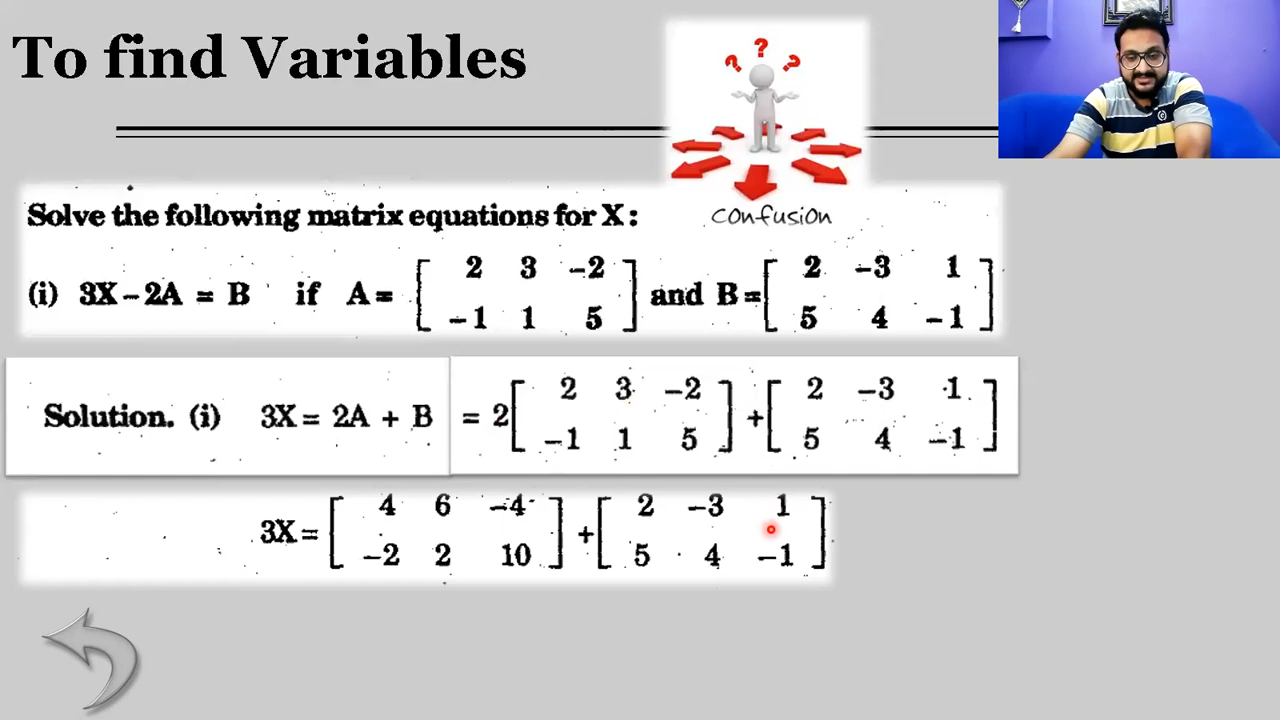 To find Variables
? ? ?
confusion
Solve the following matrix equations for X:
(i) 3X – 2A = B if A = [ 2 3 –2 ] and B = [ 2 –3 1 ]
[ –1 1 5 ] [ 5 4 –1 ]
Solution. (i) 3X = 2A + B = 2 [ 2 3 –2 ] + [ 2 –3 1 ]
[ –1 1 5 ] [ 5 4 –1 ]
3X = [ 4 6 –4 ] + [ 2 –3 1 ]
[ –2 2 10 ] [ 5 4 –1 ]